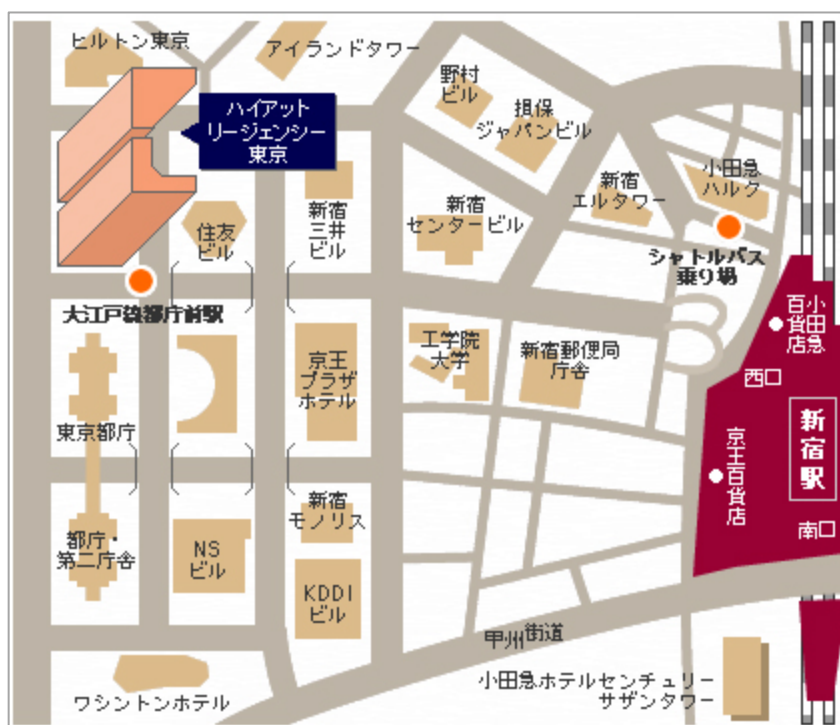 ヒルトン東京
アイランドタワー
ハイアット
リージェンシー
東京
野村
ビル
損保
ジャパンビル
小田急
ハルク
新宿
エルタワー
新宿
三井
ビル
住友
ビル
新宿
センタービル
シャトルバス
乗り場
大江戸線都庁前駅
小田急
百貨店
京王
プラザ
ホテル
工学院
大学
新宿郵便局
庁舎
西口
新宿駅
東京都庁
京王百貨店
南口
都庁・
第二庁舎
NS
ビル
新宿
モノリス
KDDI
ビル
甲州街道
ワシントンホテル
小田急ホテルセンチュリー
サザンタワー